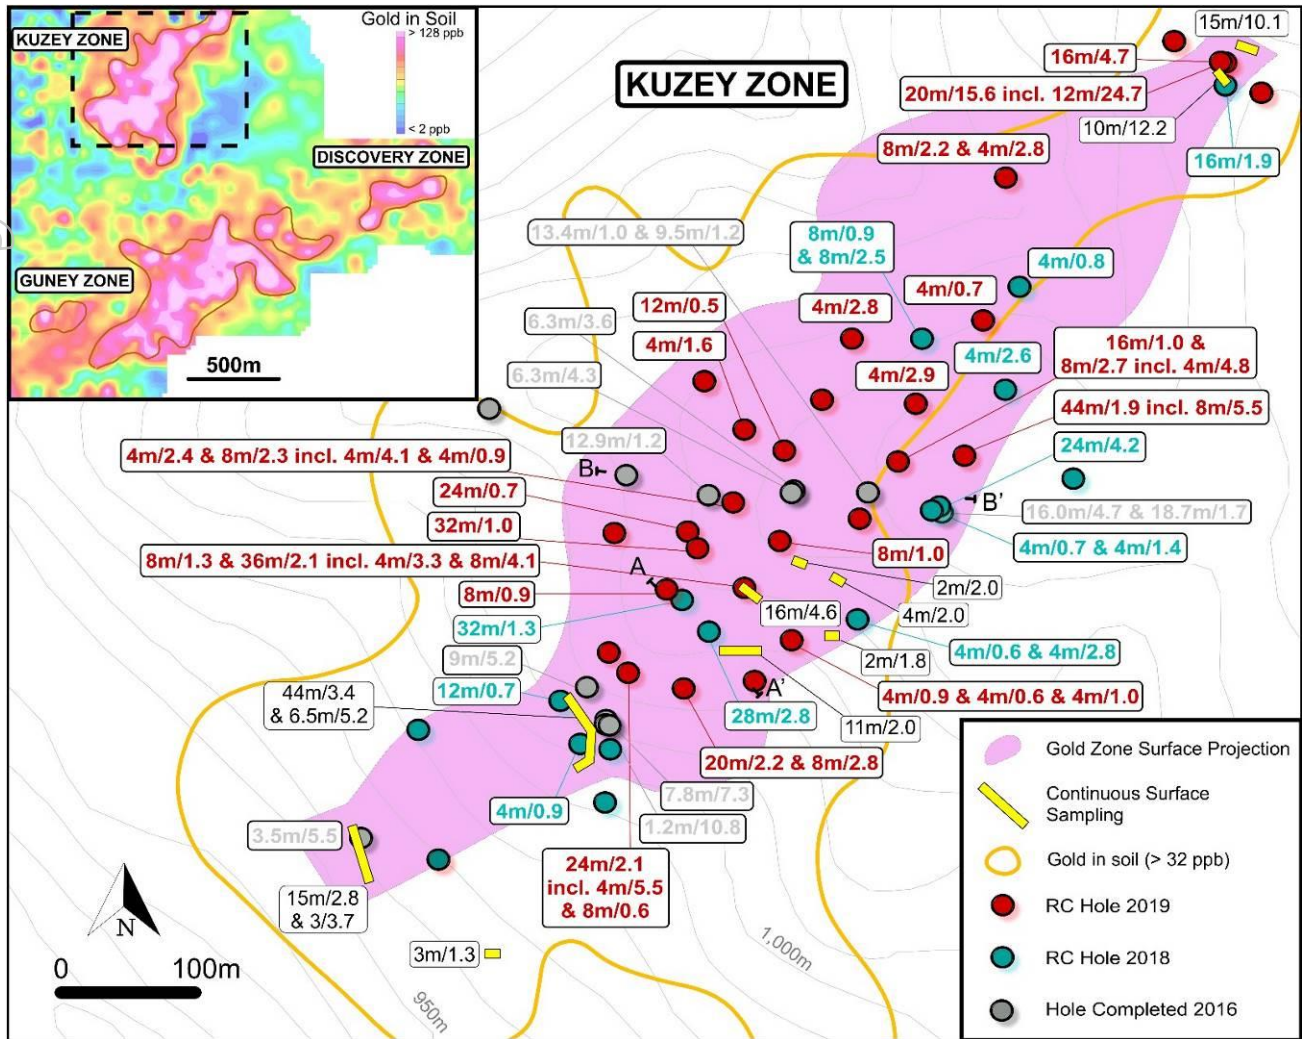 Gold in Soil
> 128 ppb
< 2 ppb
KUZEY ZONE
DISCOVERY ZONE
GUNEY ZONE
500m
KUZEY ZONE
15m/10.1
16m/4.7
20m/15.6 incl. 12m/24.7
10m/12.2
16m/1.9
8m/2.2 & 4m/2.8
13.4m/1.0 & 9.5m/1.2
8m/0.9
& 8m/2.5
4m/0.8
4m/0.7
4m/2.8
12m/0.5
6.3m/3.6
4m/1.6
6.3m/4.3
4m/2.6
4m/2.9
16m/1.0 &
8m/2.7 incl. 4m/4.8
44m/1.9 incl. 8m/5.5
12.9m/1.2
24m/4.2
4m/2.4 & 8m/2.3 incl. 4m/4.1 & 4m/0.9
B
B'
24m/0.7
16.0m/4.7 & 18.7m/1.7
32m/1.0
4m/0.7 & 4m/1.4
8m/1.3 & 36m/2.1 incl. 4m/3.3 & 8m/4.1
8m/1.0
A
2m/2.0
8m/0.9
16m/4.6
4m/2.0
32m/1.3
4m/0.6 & 4m/2.8
9m/5.2
2m/1.8
12m/0.7
A'
4m/0.9 & 4m/0.6 & 4m/1.0
44m/3.4
& 6.5m/5.2
28m/2.8
11m/2.0
20m/2.2 & 8m/2.8
7.8m/7.3
4m/0.9
1.2m/10.8
3.5m/5.5
24m/2.1
incl. 4m/5.5
& 8m/0.6
15m/2.8
& 3/3.7
3m/1.3
N
0
100m
950m
1,000m
Gold Zone Surface Projection
Continuous Surface
Sampling
Gold in soil (> 32 ppb)
RC Hole 2019
RC Hole 2018
Hole Completed 2016